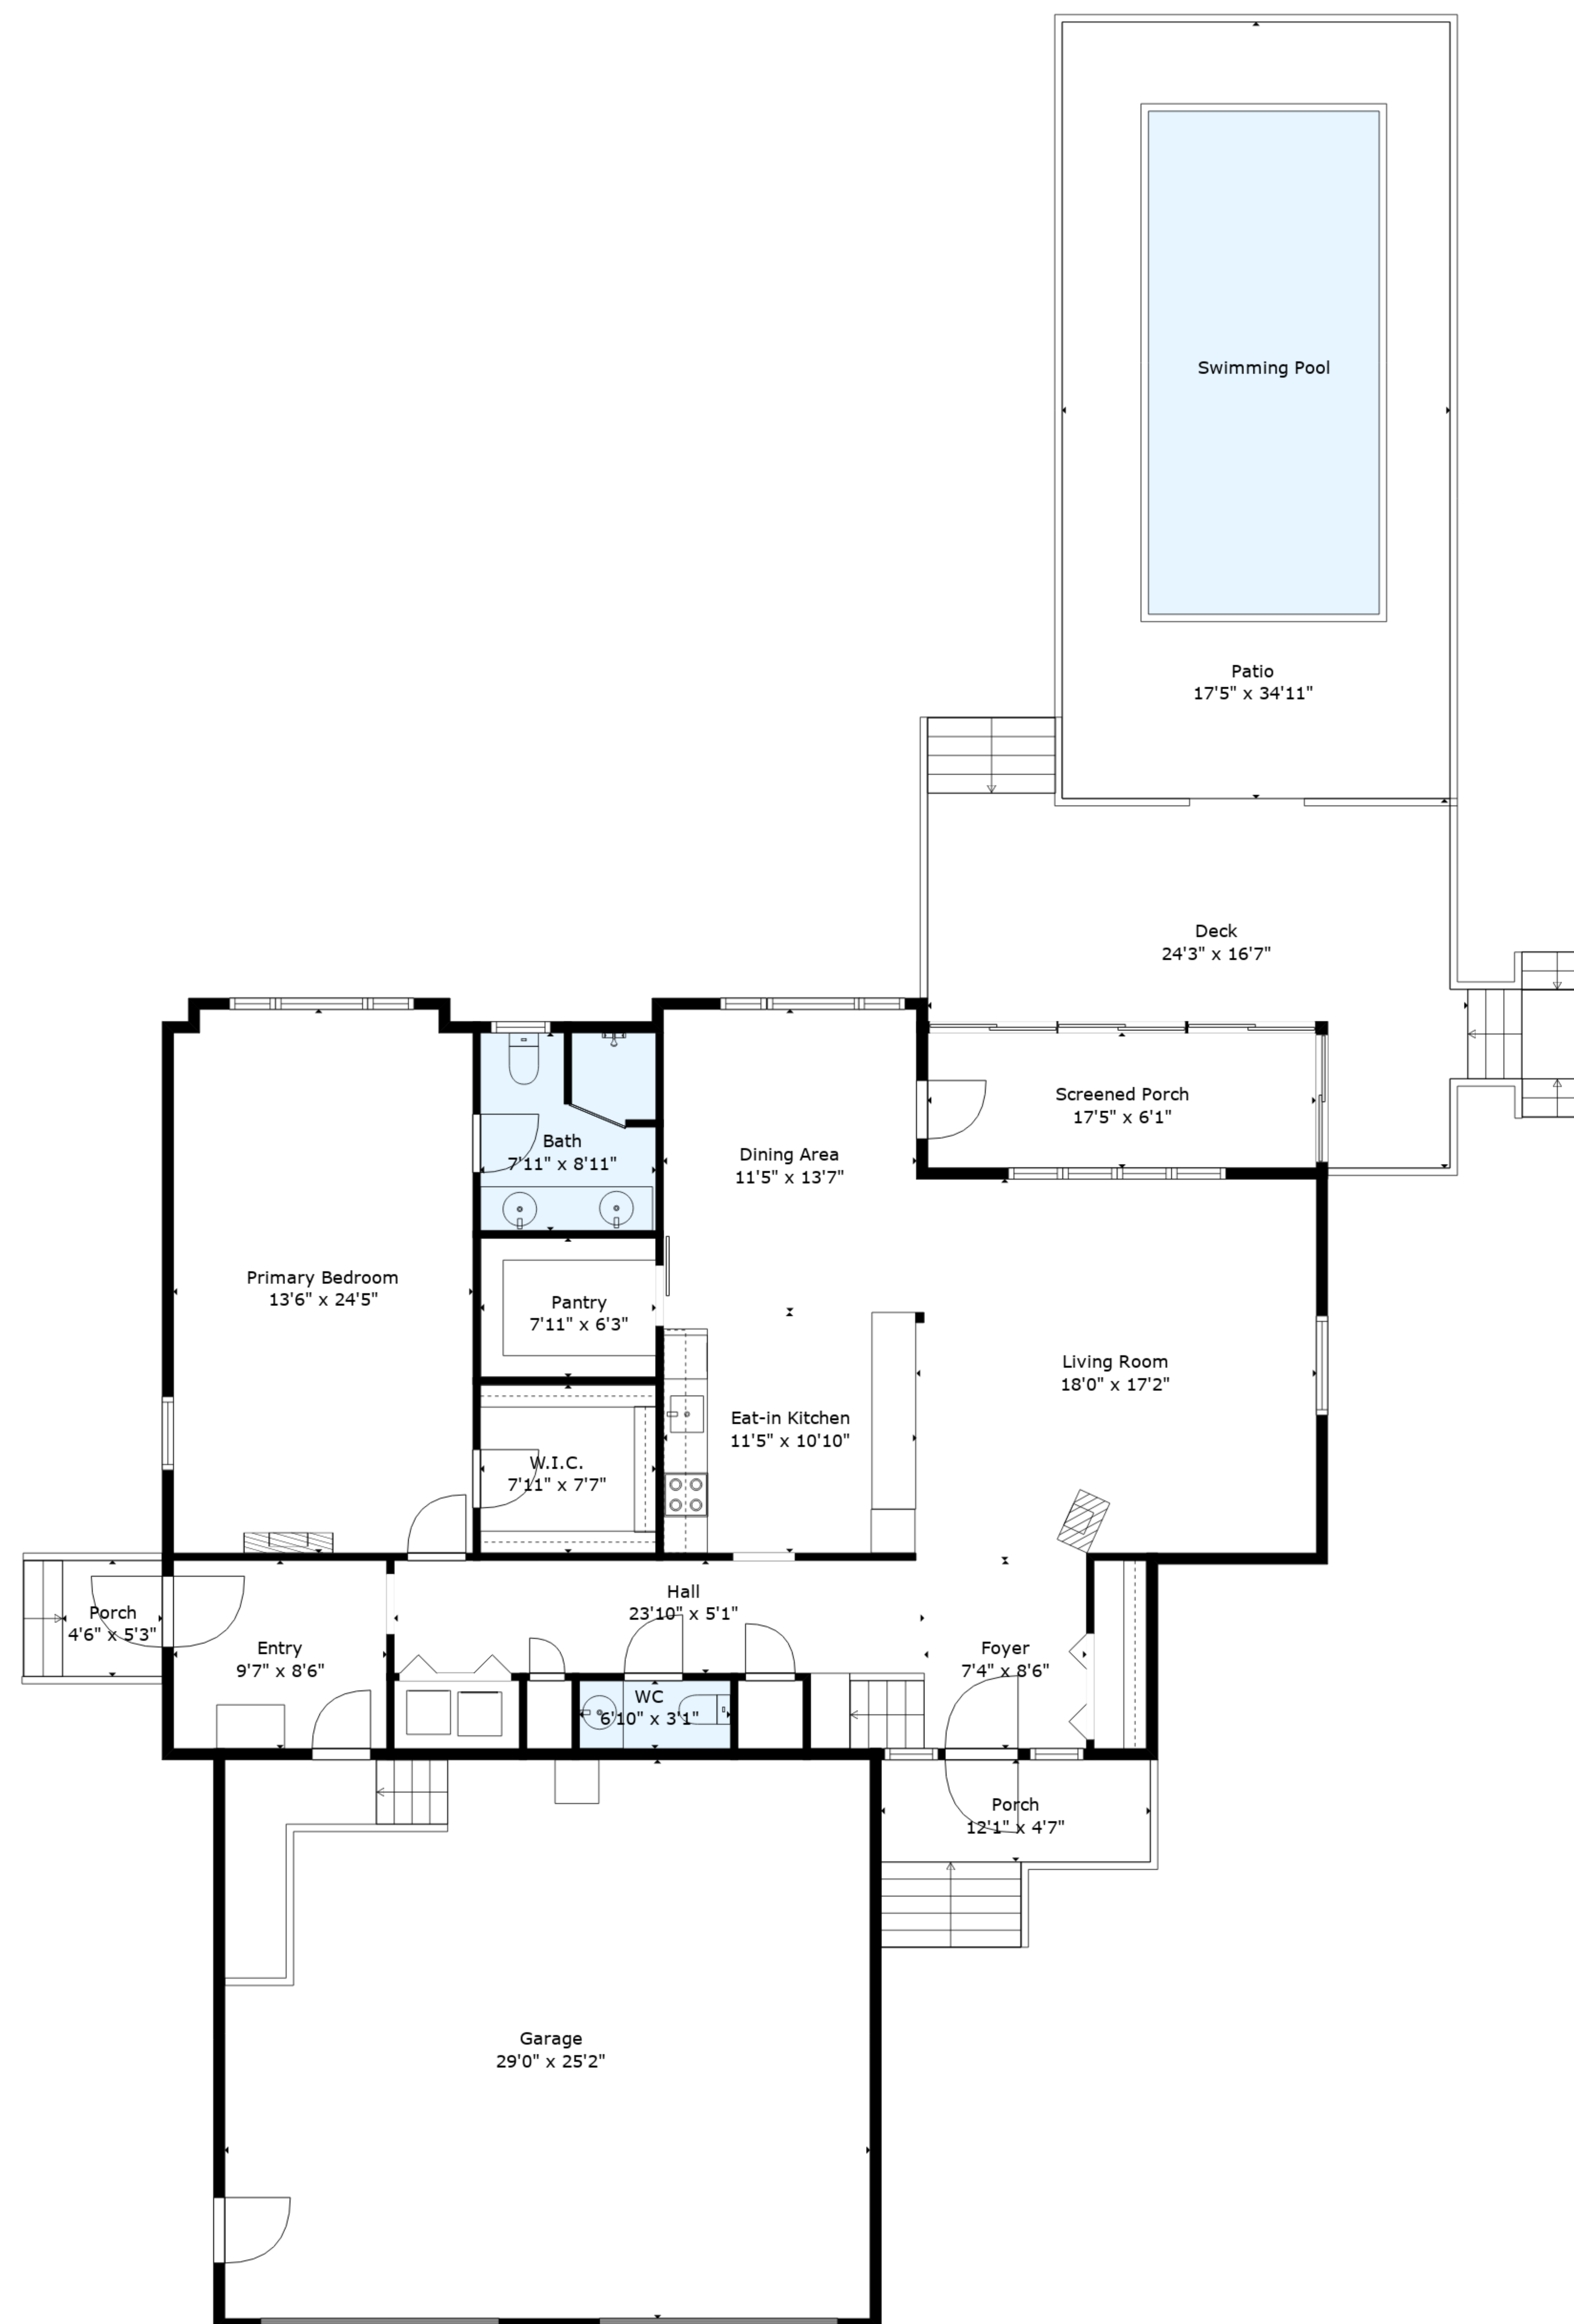 Swimming Pool
Patio
17'5" x 34'11"
Deck
24'3" x 16'7"
Screened Porch
17'5" x 6'1"
Bath
7'11" x 8'11"
Dining Area
11'5" x 13'7"
Primary Bedroom
13'6" x 24'5"
Pantry
7'11" x 6'3"
Living Room
18'0" x 17'2"
Eat-in Kitchen
11'5" x 10'10"
W.I.C.
7'11" x 7'7"
Hall
23'10" x 5'1"
Porch
4'6" x 5'3"
Entry
9'7" x 8'6"
Foyer
7'4" x 8'6"
WC
6'10" x 3'1"
Porch
12'1" x 4'7"
Garage
29'0" x 25'2"